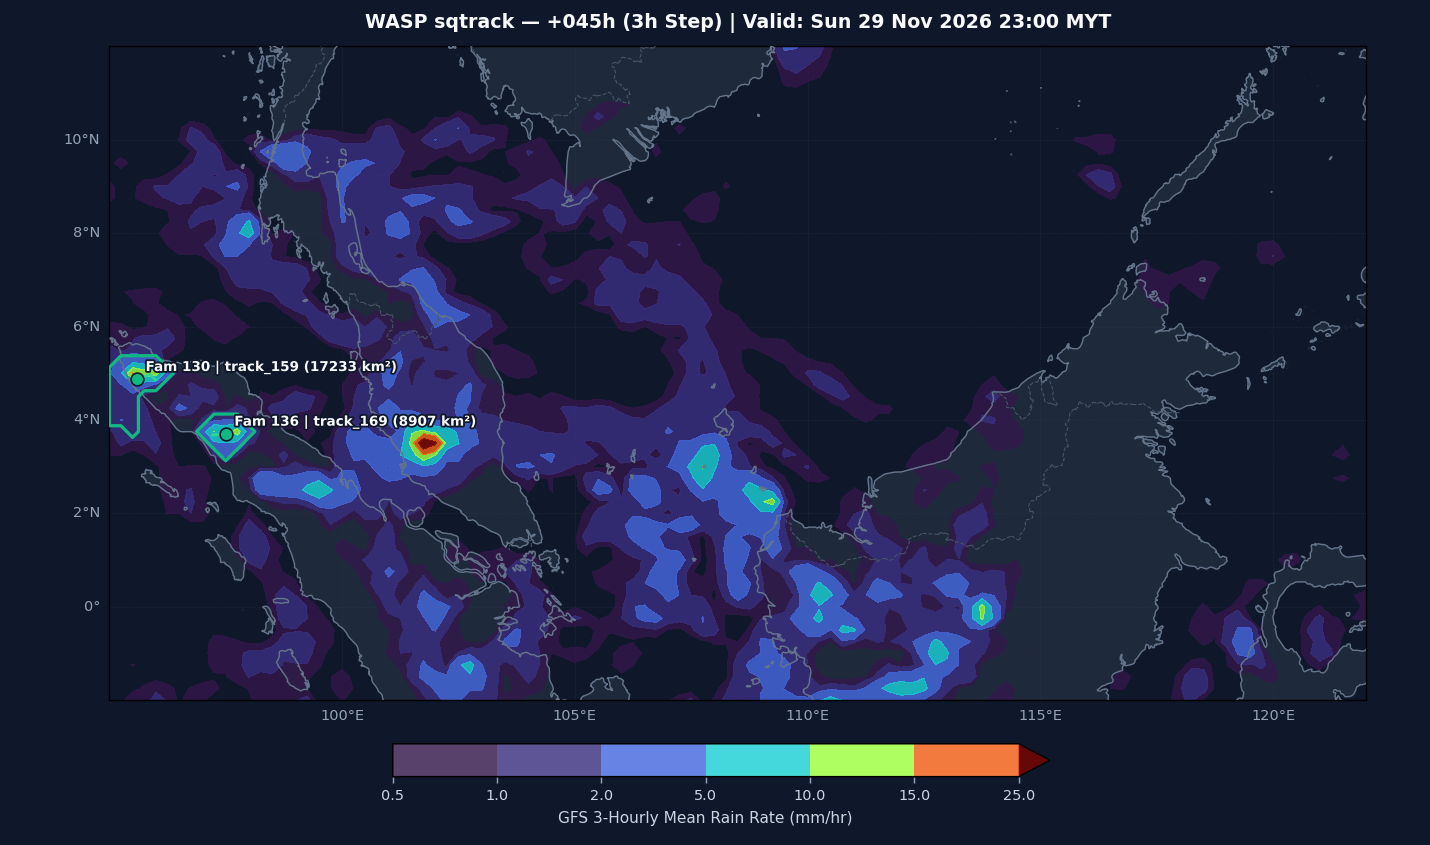 WASP sqtrack — +045h (3h Step) | Valid: Sun 29 Nov 2026 23:00 MYT
10°N
8°N
6°N
4°N
2°N
0°
Fam 130 | track_159 (17233 km²)
Fam 136 | track_169 (8907 km²)
100°E
105°E
110°E
115°E
120°E
0.5
1.0
2.0
5.0
10.0
15.0
25.0
GFS 3-Hourly Mean Rain Rate (mm/hr)